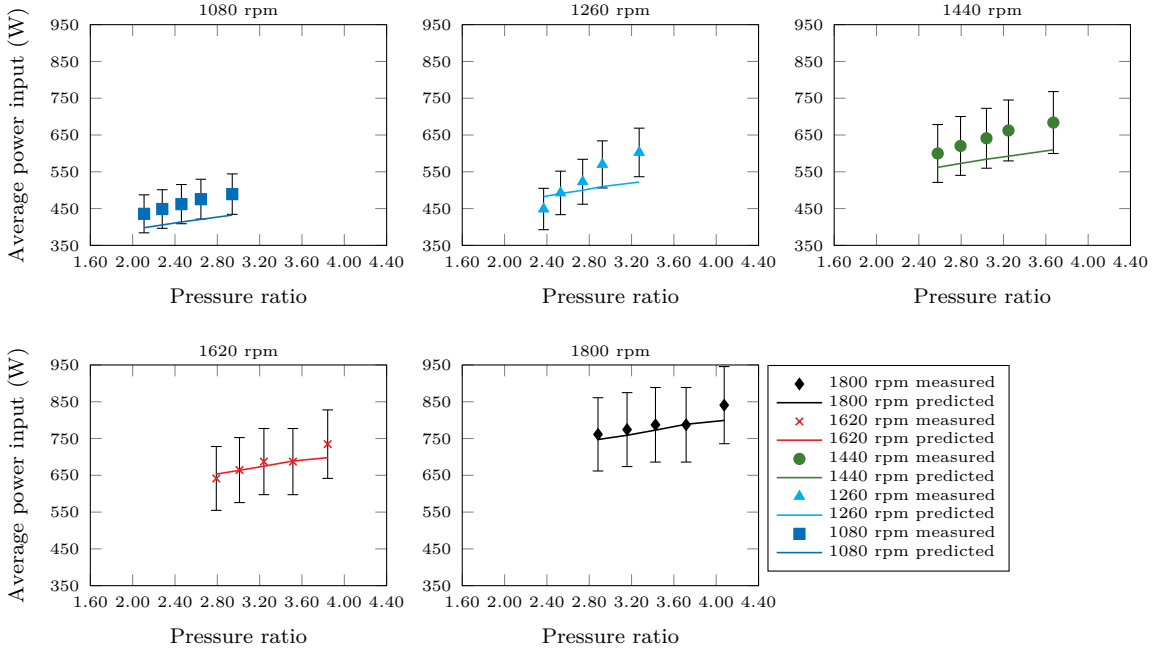 1080 rpm
Average power input (W)
950
850
750
650
550
450
350
1.60 2.00 2.40 2.80 3.20 3.60 4.00 4.40
Pressure ratio
1260 rpm
950
850
750
650
550
450
350
1.60 2.00 2.40 2.80 3.20 3.60 4.00 4.40
Pressure ratio
1440 rpm
950
850
750
650
550
450
350
1.60 2.00 2.40 2.80 3.20 3.60 4.00 4.40
Pressure ratio
1620 rpm
Average power input (W)
950
850
750
650
550
450
350
1.60 2.00 2.40 2.80 3.20 3.60 4.00 4.40
Pressure ratio
1800 rpm
950
850
750
650
550
450
350
1.60 2.00 2.40 2.80 3.20 3.60 4.00 4.40
Pressure ratio
1800 rpm measured
1800 rpm predicted
1620 rpm measured
1620 rpm predicted
1440 rpm measured
1440 rpm predicted
1260 rpm measured
1260 rpm predicted
1080 rpm measured
1080 rpm predicted